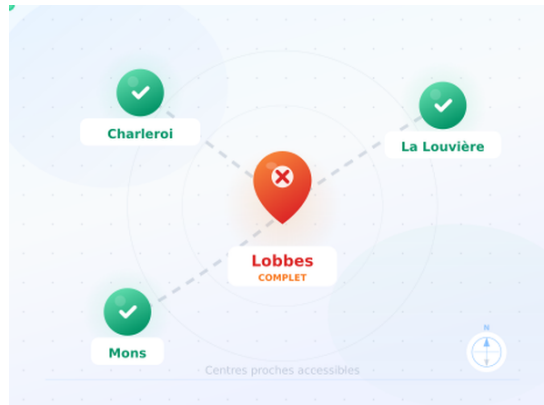 Charleroi
La Louvière
Lobbes
COMPLET
Mons
N
Centres proches accessibles